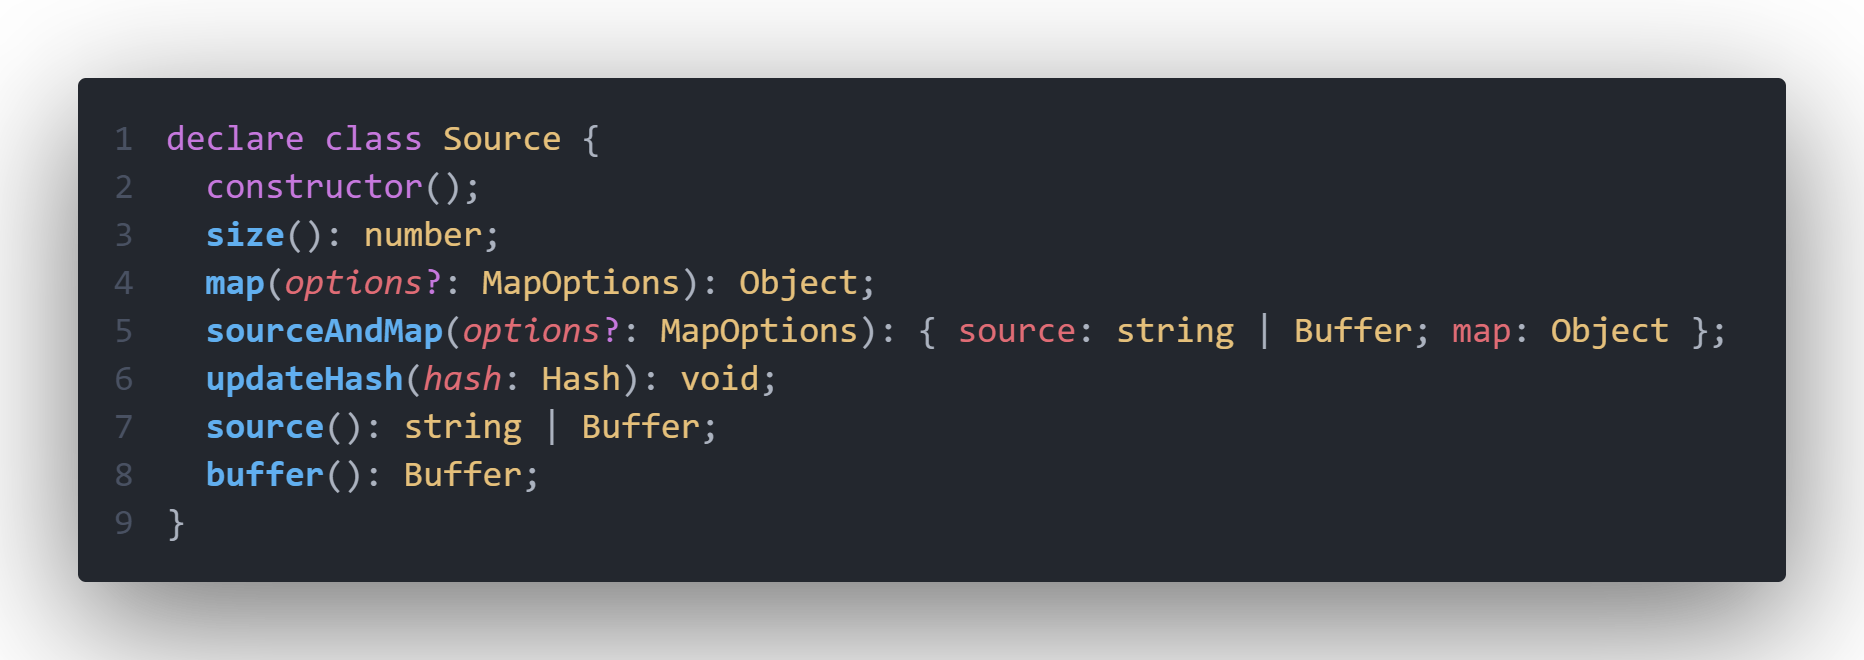 1 declare class Source {
2   constructor();
3   size(): number;
4   map(options?: MapOptions): Object;
5   sourceAndMap(options?: MapOptions): { source: string | Buffer; map: Object };
6   updateHash(hash: Hash): void;
7   source(): string | Buffer;
8   buffer(): Buffer;
9 }